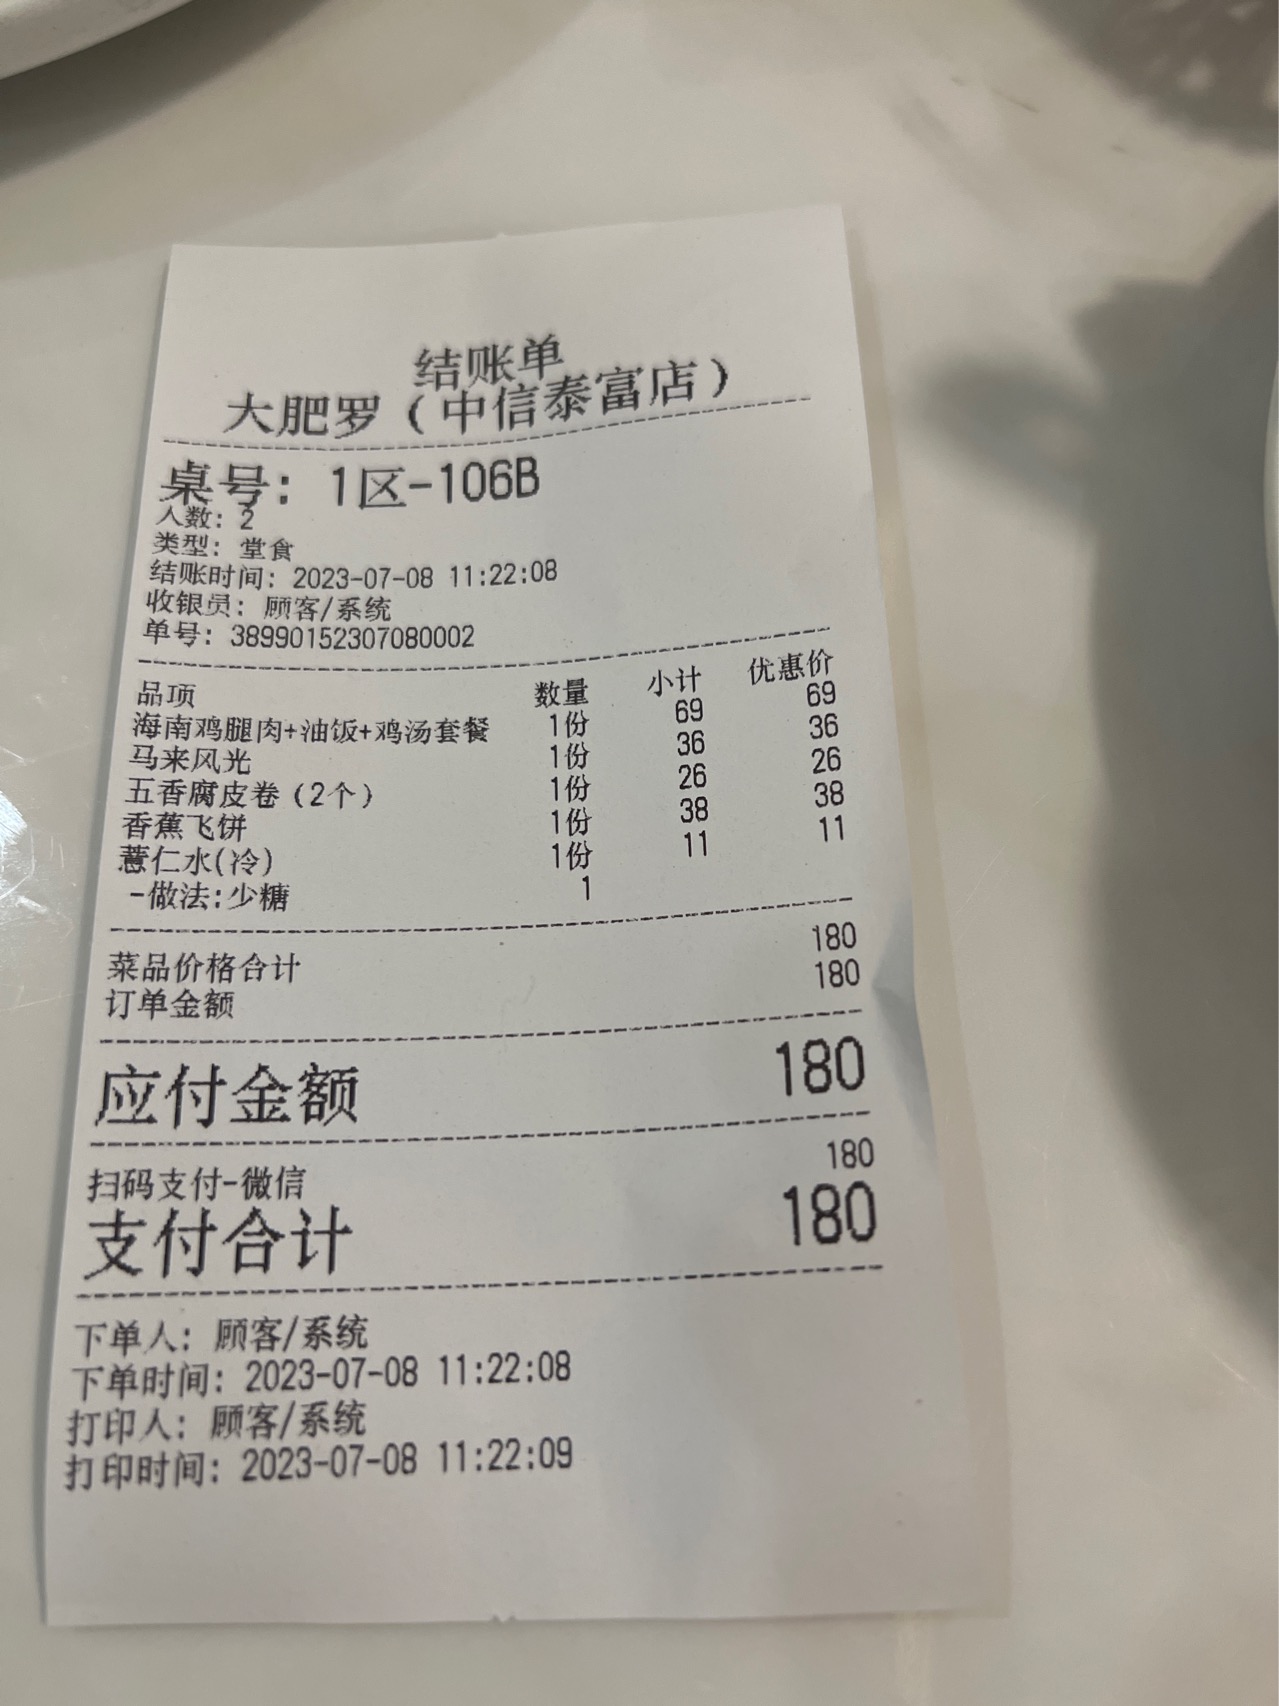 结账单
大肥罗（中信泰富店）
桌号: 1区-106B
人数: 2
类型: 堂食
结账时间: 2023-07-08 11:22:08
收银员: 顾客/系统
单号: 38990152307080002
品项 数量 小计 优惠价
海南鸡腿肉+油饭+鸡汤套餐 1份 69 69
马来风光 1份 36 36
五香腐皮卷（2个） 1份 26 26
香蕉飞饼 1份 38 38
薏仁水(冷) 1份 11 11
-做法:少糖 1
菜品价格合计 180
订单金额 180
应付金额 180
扫码支付-微信 180
支付合计 180
下单人: 顾客/系统
下单时间: 2023-07-08 11:22:08
打印人: 顾客/系统
打印时间: 2023-07-08 11:22:09